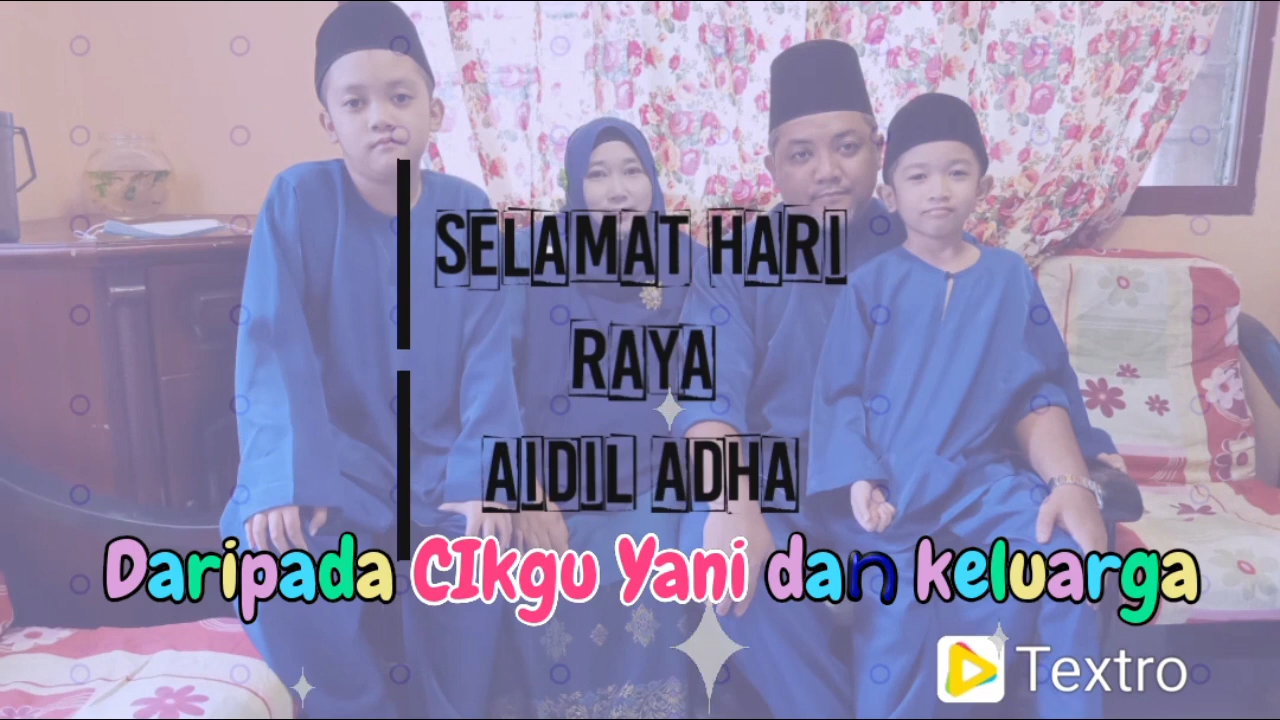 SELAMAT HARI
RAYA
AIDIL ADHA
Daripada CIkgu Yani dan keluarga
Textro